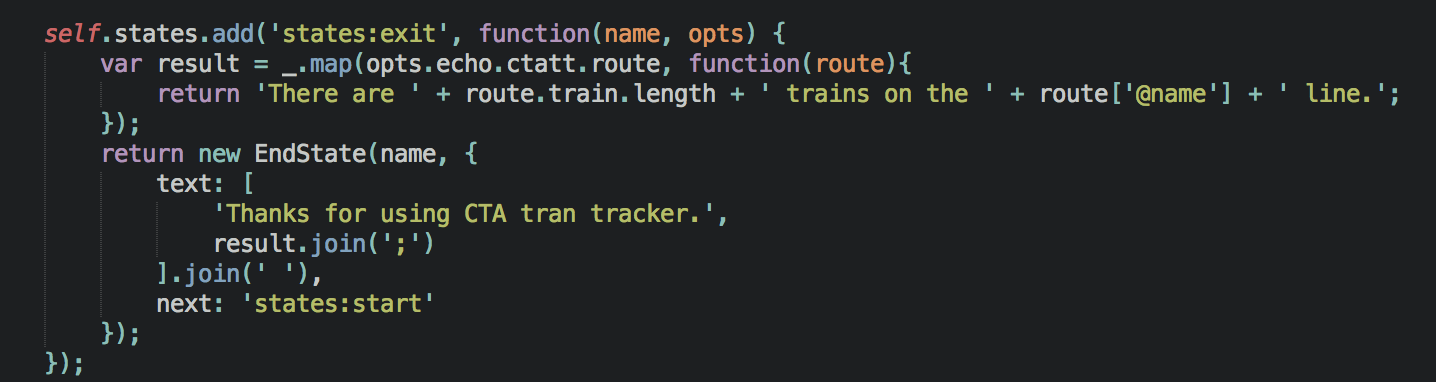 self.states.add('states:exit', function(name, opts) {
    var result = _.map(opts.echo.ctatt.route, function(route){
        return 'There are ' + route.train.length + ' trains on the ' + route['@name'] + ' line.';
    });
    return new EndState(name, {
        text: [
            'Thanks for using CTA tran tracker.',
            result.join(';')
        ].join(' '),
        next: 'states:start'
    });
});